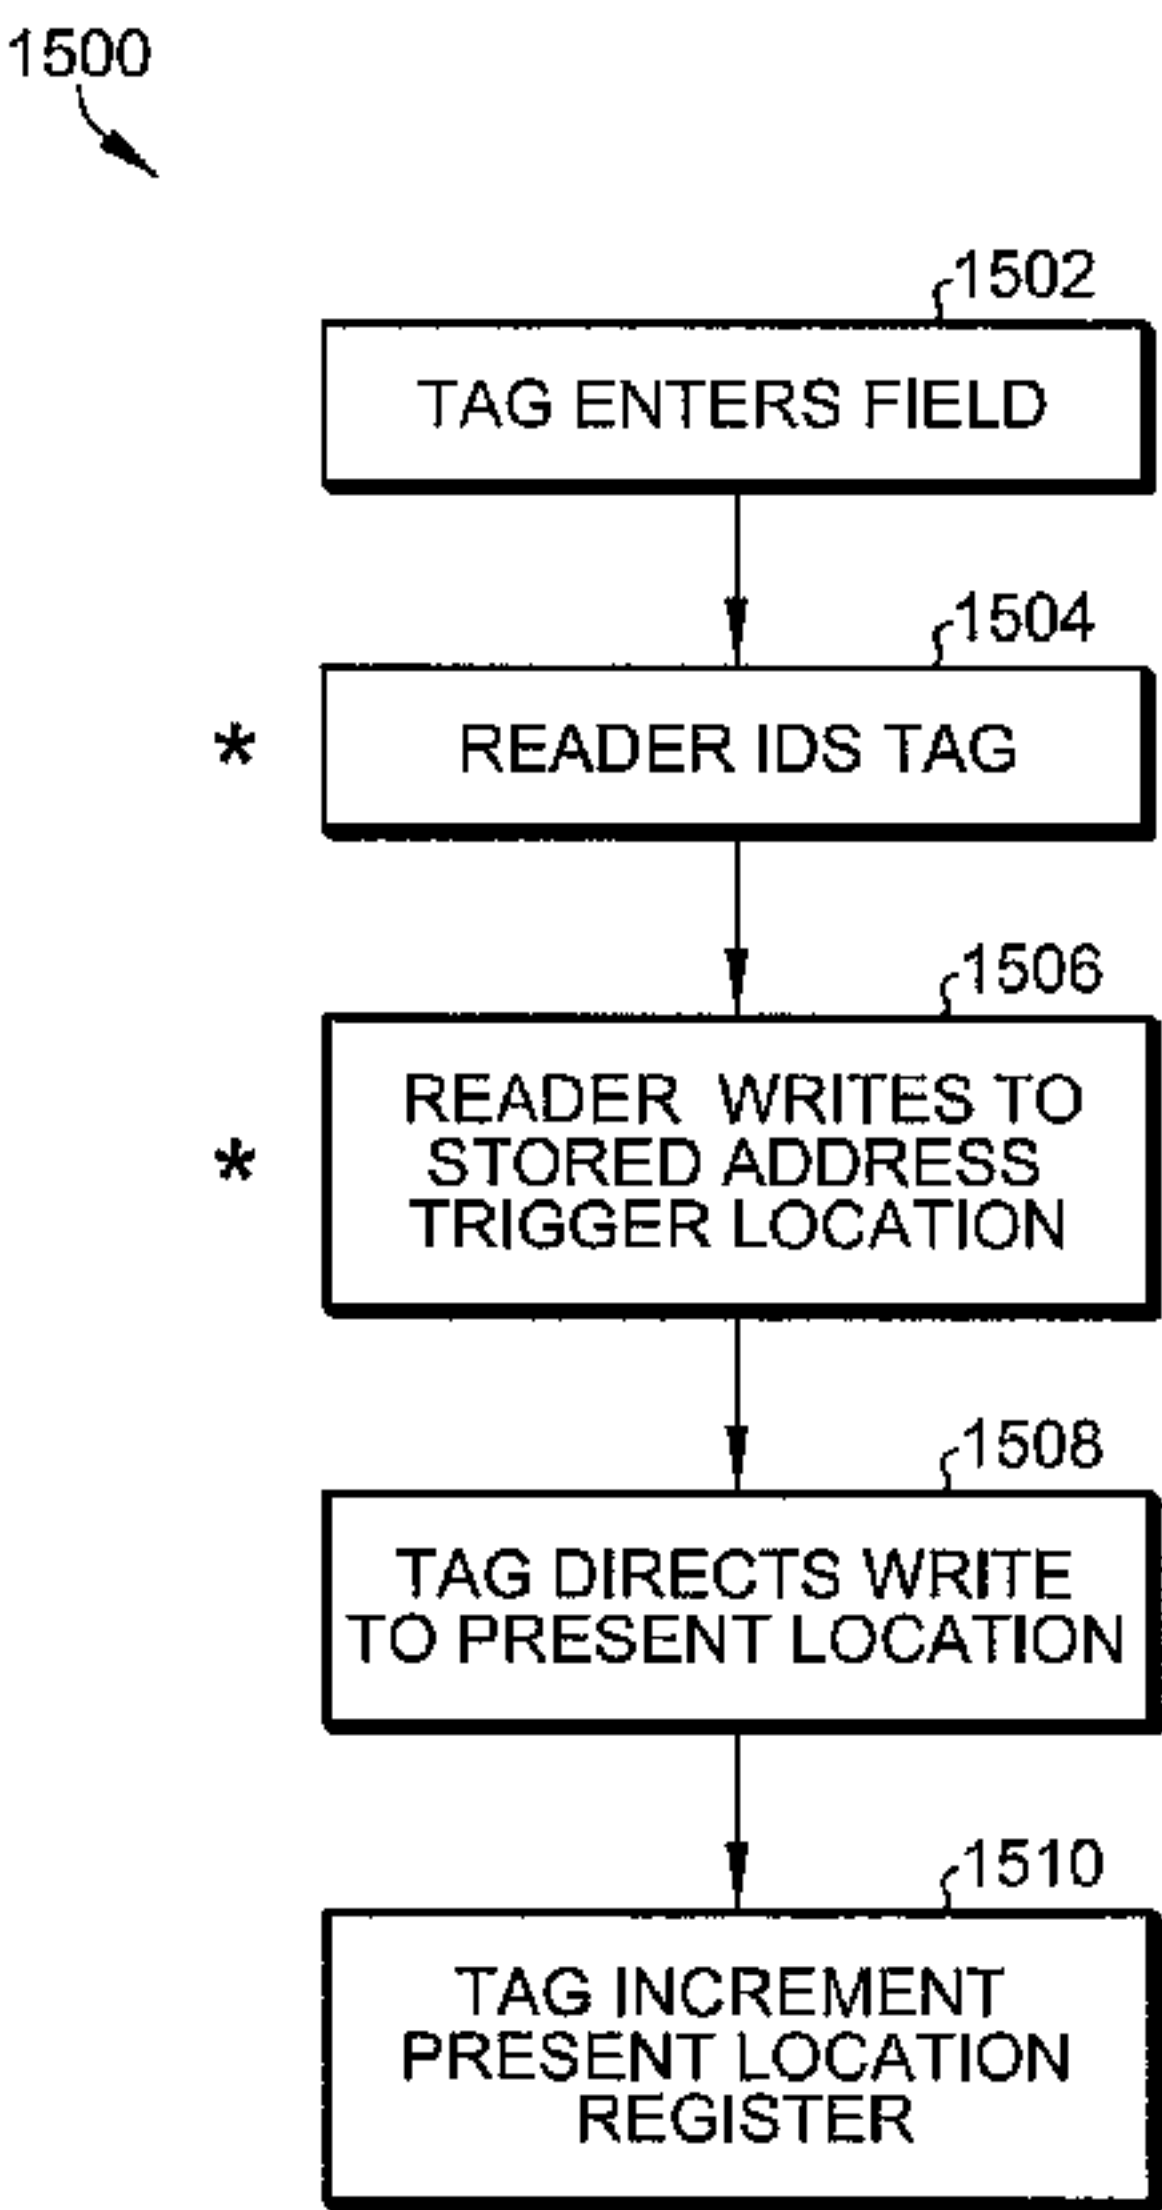 1500
1502
TAG ENTERS FIELD
1504
* READER IDS TAG
1506
READER WRITES TO
* STORED ADDRESS
TRIGGER LOCATION
1508
TAG DIRECTS WRITE
TO PRESENT LOCATION
1510
TAG INCREMENT
PRESENT LOCATION
REGISTER